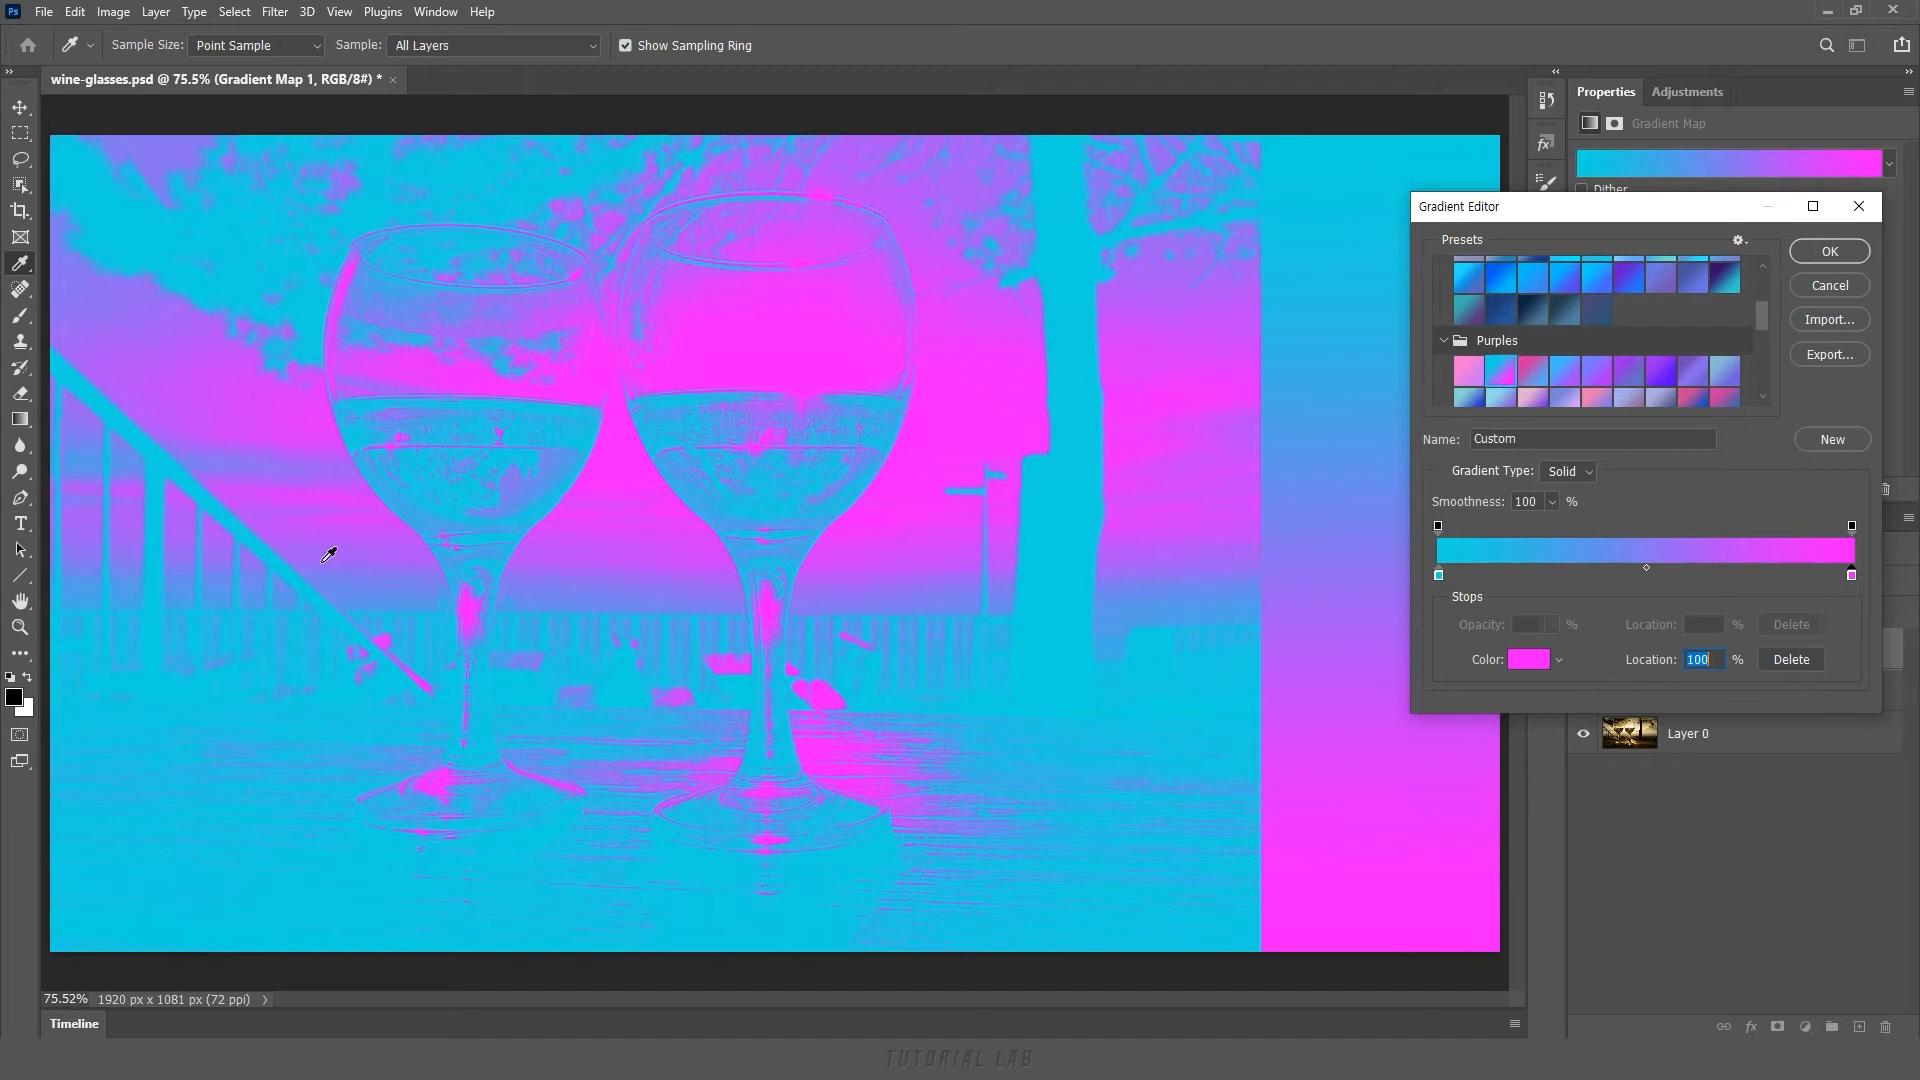 Ps File Edit Image Layer Type Select Filter 3D View Plugins Window Help
Sample Size: Point Sample Sample: All Layers Show Sampling Ring
wine-glasses.psd @ 75.5% (Gradient Map 1, RGB/8#) * ×
Properties Adjustments
Gradient Map
Dither
Gradient Editor
Presets
OK
Cancel
Import...
Export...
Purples
Name: Custom New
Gradient Type: Solid
Smoothness: 100 %
Stops
Opacity: % Location: % Delete
Color: Location: 100 % Delete
Layer 0
75.52% 1920 px x 1081 px (72 ppi)
Timeline
TUTORIAL LAB